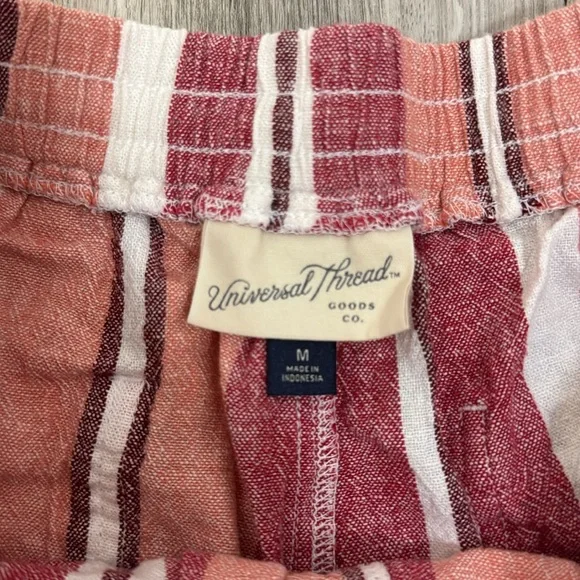 Universal Thread™
GOODS
CO.
M
MADE IN
INDONESIA